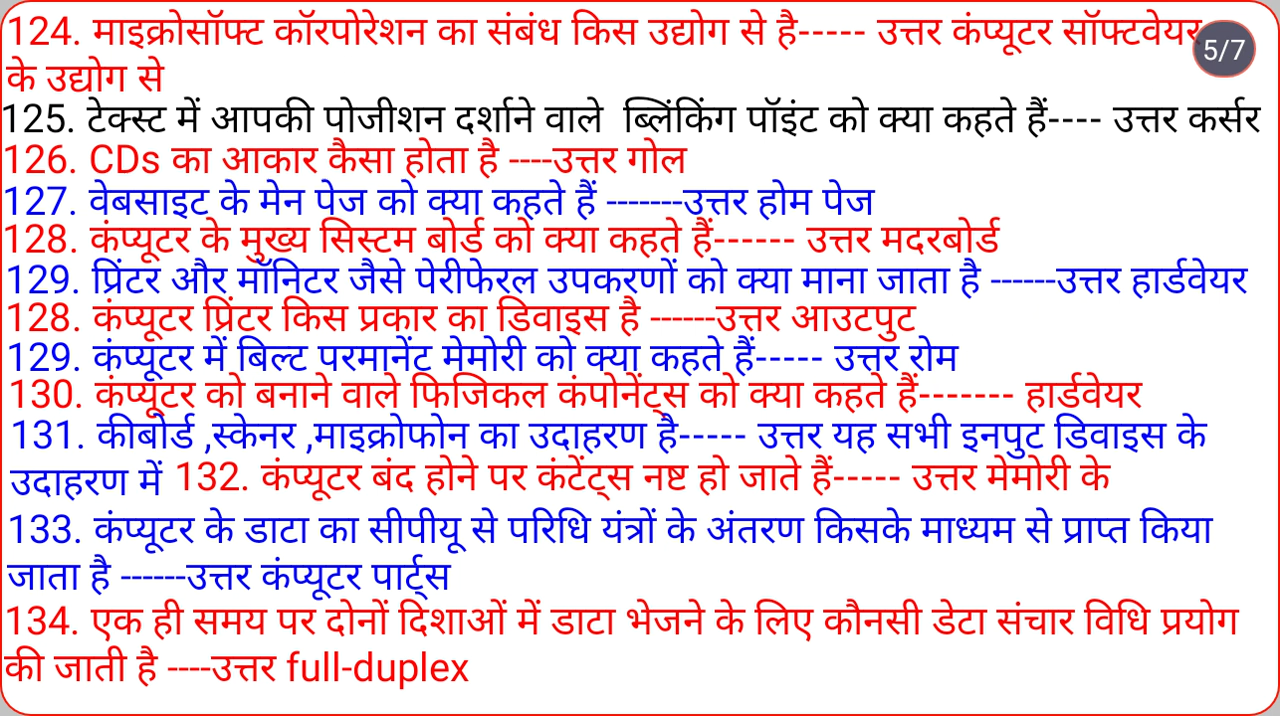 124. माइक्रोसॉफ्ट कॉरपोरेशन का संबंध किस उद्योग से है----- उत्तर कंप्यूटर सॉफ्टवेयर
5/7
के उद्योग से
125. टेक्स्ट में आपकी पोजीशन दर्शाने वाले ब्लिंकिंग पॉइंट को क्या कहते हैं---- उत्तर कर्सर
126. CDs का आकार कैसा होता है ----उत्तर गोल
127. वेबसाइट के मेन पेज को क्या कहते हैं -------उत्तर होम पेज
128. कंप्यूटर के मुख्य सिस्टम बोर्ड को क्या कहते हैं------ उत्तर मदरबोर्ड
129. प्रिंटर और मॉनिटर जैसे पेरीफेरल उपकरणों को क्या माना जाता है ------उत्तर हार्डवेयर
128. कंप्यूटर प्रिंटर किस प्रकार का डिवाइस है ------उत्तर आउटपुट
129. कंप्यूटर में बिल्ट परमानेंट मेमोरी को क्या कहते हैं----- उत्तर रोम
130. कंप्यूटर को बनाने वाले फिजिकल कंपोनेंट्स को क्या कहते हैं------- हार्डवेयर
131. कीबोर्ड ,स्केनर ,माइक्रोफोन का उदाहरण है----- उत्तर यह सभी इनपुट डिवाइस के
उदाहरण में 132. कंप्यूटर बंद होने पर कंटेंट्स नष्ट हो जाते हैं----- उत्तर मेमोरी के
133. कंप्यूटर के डाटा का सीपीयू से परिधि यंत्रों के अंतरण किसके माध्यम से प्राप्त किया
जाता है ------उत्तर कंप्यूटर पार्ट्स
134. एक ही समय पर दोनों दिशाओं में डाटा भेजने के लिए कौनसी डेटा संचार विधि प्रयोग
की जाती है ----उत्तर full-duplex